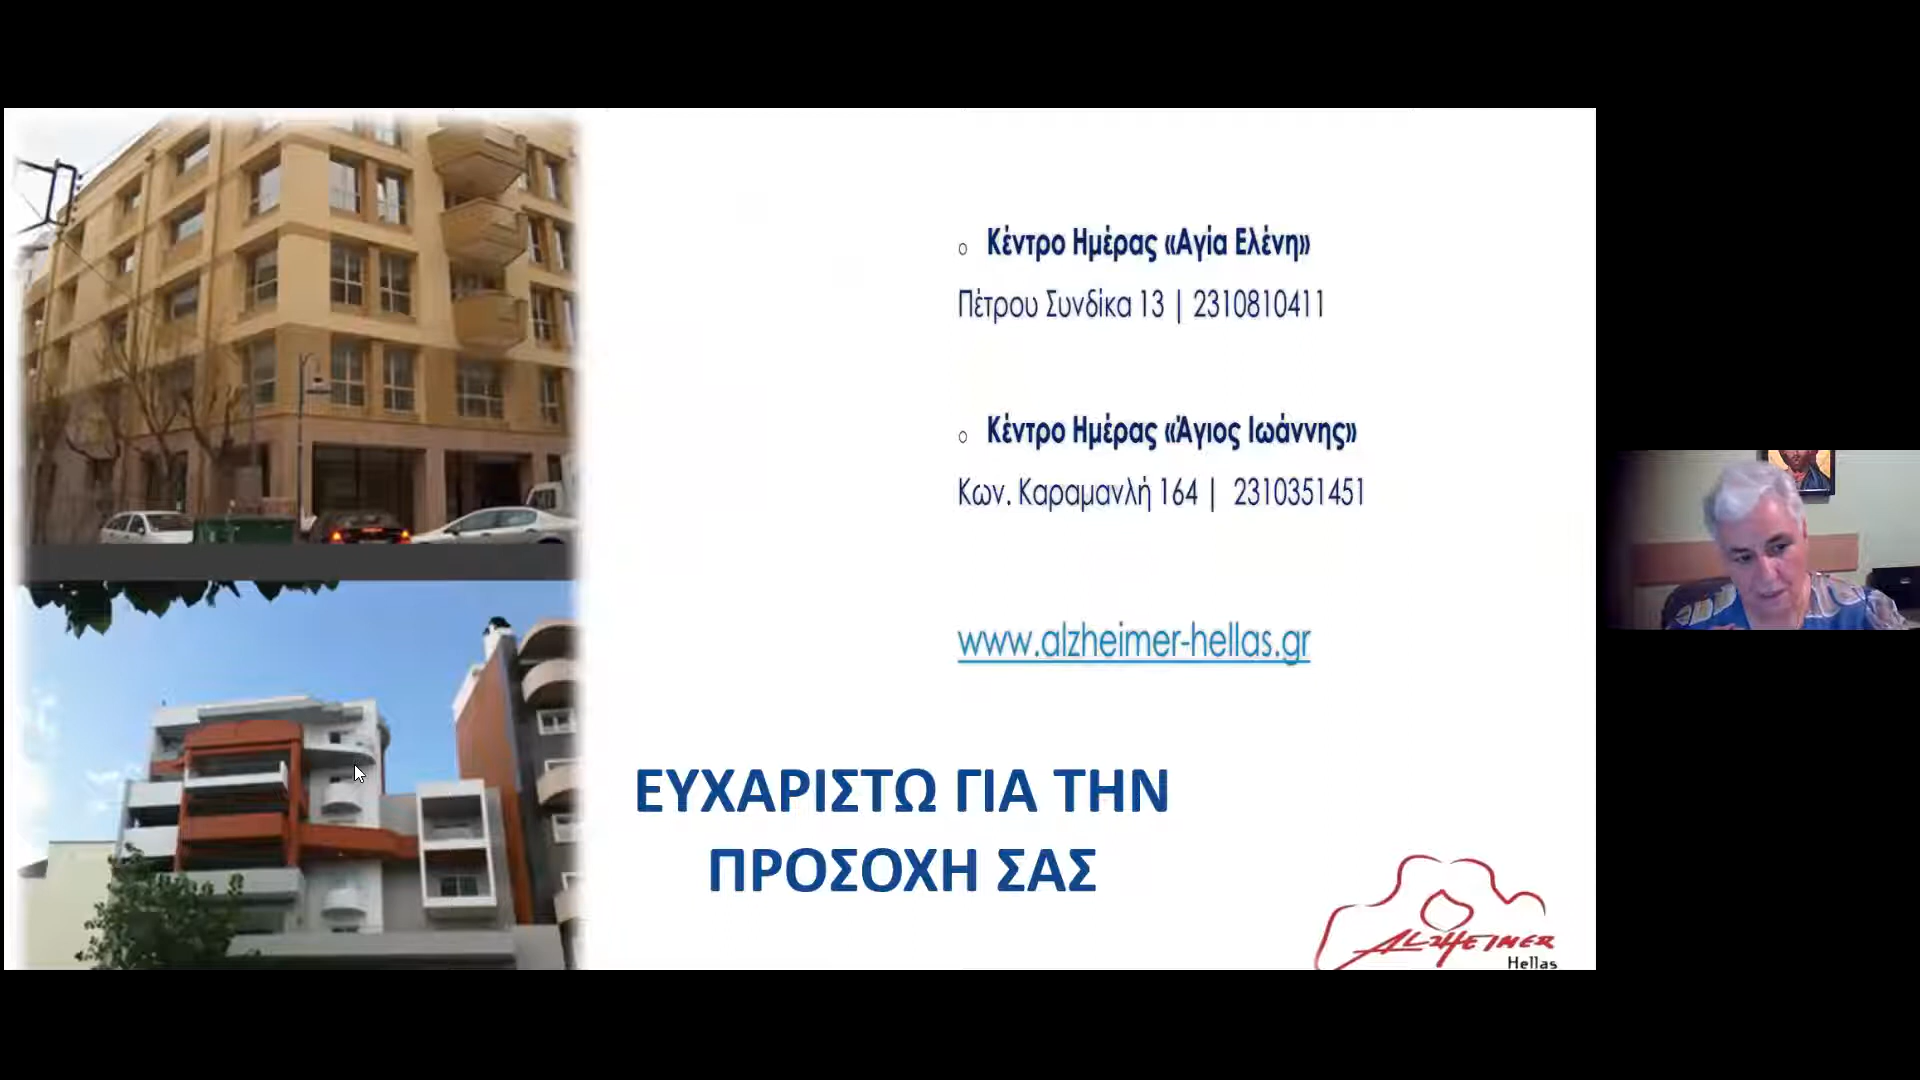 Κέντρο Ημέρας «Αγία Ελένη»
Πέτρου Συνδίκα 13 | 2310810411
Κέντρο Ημέρας «Άγιος Ιωάννης»
Κων. Καραμανλή 164 | 2310351451
www.alzheimer-hellas.gr
ΕΥΧΑΡΙΣΤΩ ΓΙΑ ΤΗΝ
ΠΡΟΣΟΧΗ ΣΑΣ
ALZHEIMER
Hellas